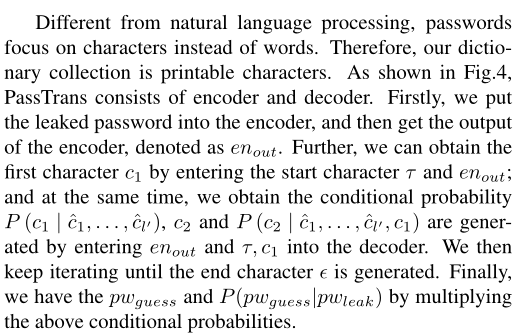 Different from natural language processing, passwords
focus on characters instead of words. Therefore, our dictio-
nary collection is printable characters. As shown in Fig.4,
PassTrans consists of encoder and decoder. Firstly, we put
the leaked password into the encoder, and then get the output
of the encoder, denoted as $en_{out}$. Further, we can obtain the
first character $c_1$ by entering the start character $\tau$ and $en_{out}$;
and at the same time, we obtain the conditional probability
$P(c_1 \mid \hat{c}_1, \ldots, \hat{c}_{l'})$, $c_2$ and $P(c_2 \mid \hat{c}_1, \ldots, \hat{c}_{l'}, c_1)$ are gener-
ated by entering $en_{out}$ and $\tau, c_1$ into the decoder. We then
keep iterating until the end character $\epsilon$ is generated. Finally,
we have the $pw_{guess}$ and $P(pw_{guess}|pw_{leak})$ by multiplying
the above conditional probabilities.